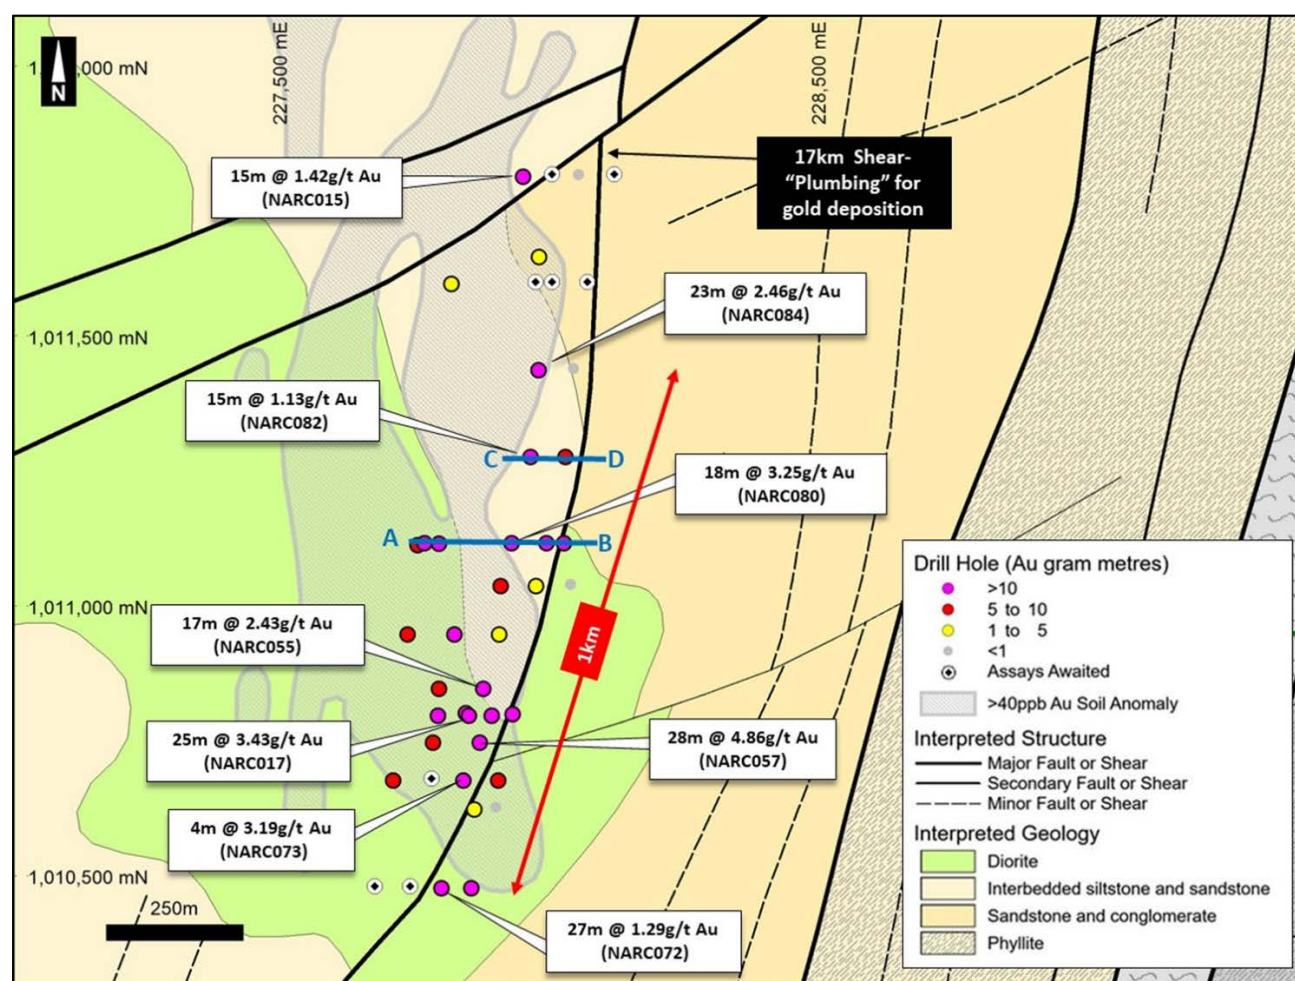 N
,000 mN
227,500 mE
228,500 mE
15m @ 1.42g/t Au
(NARC015)
17km Shear-
“Plumbing” for
gold deposition
23m @ 2.46g/t Au
(NARC084)
1,011,500 mN
15m @ 1.13g/t Au
(NARC082)
C D
18m @ 3.25g/t Au
(NARC080)
A B
1,011,000 mN
17m @ 2.43g/t Au
(NARC055)
1km
25m @ 3.43g/t Au
(NARC017)
28m @ 4.86g/t Au
(NARC057)
4m @ 3.19g/t Au
(NARC073)
1,010,500 mN
250m
27m @ 1.29g/t Au
(NARC072)
Drill Hole (Au gram metres)
>10
5 to 10
1 to 5
<1
Assays Awaited
>40ppb Au Soil Anomaly
Interpreted Structure
Major Fault or Shear
Secondary Fault or Shear
Minor Fault or Shear
Interpreted Geology
Diorite
Interbedded siltstone and sandstone
Sandstone and conglomerate
Phyllite